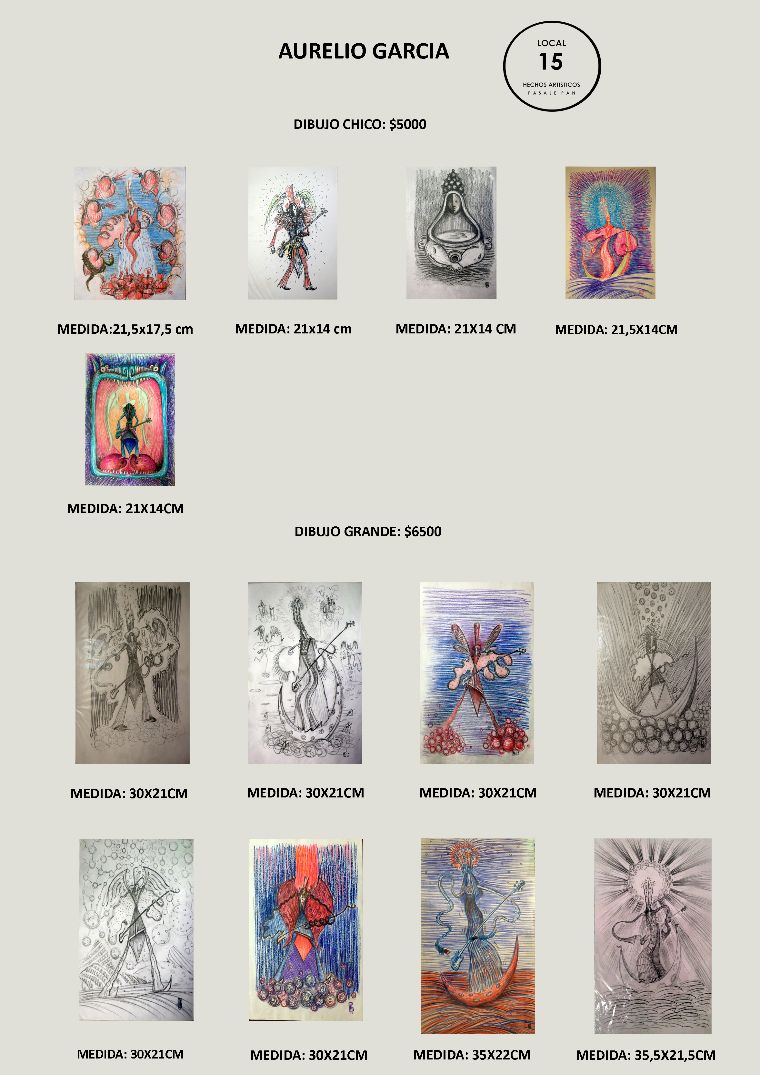 AURELIO GARCIA
LOCAL
15
HECHOS ARTISTICOS
PASAJE PAN
DIBUJO CHICO: $5000
MEDIDA:21,5x17,5 cm
MEDIDA: 21x14 cm
MEDIDA: 21X14 CM
MEDIDA: 21,5X14CM
MEDIDA: 21X14CM
DIBUJO GRANDE: $6500
MEDIDA: 30X21CM
MEDIDA: 30X21CM
MEDIDA: 30X21CM
MEDIDA: 30X21CM
MEDIDA: 30X21CM
MEDIDA: 30X21CM
MEDIDA: 35X22CM
MEDIDA: 35,5X21,5CM